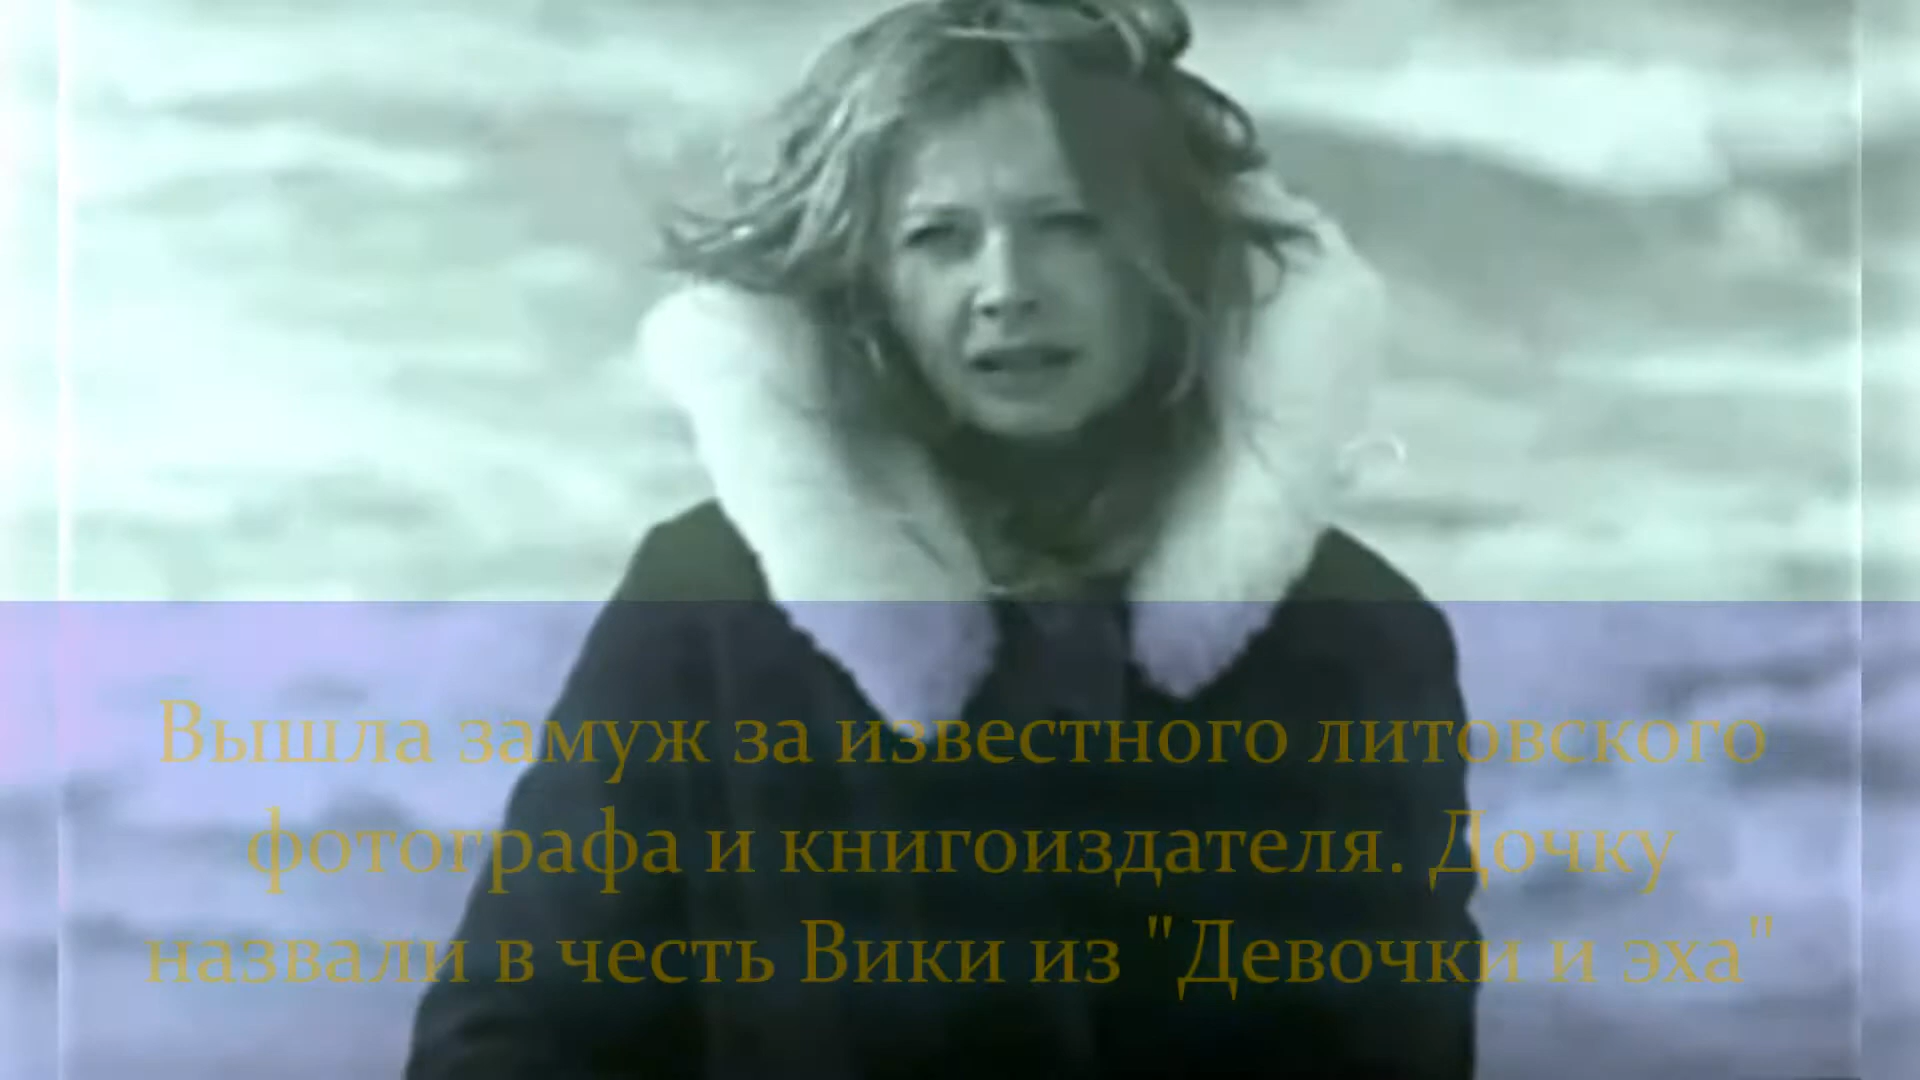 Вышла замуж за известного литовского
фотографа и книгоиздателя. Дочку
назвали в честь Вики из "Девочки и эха"